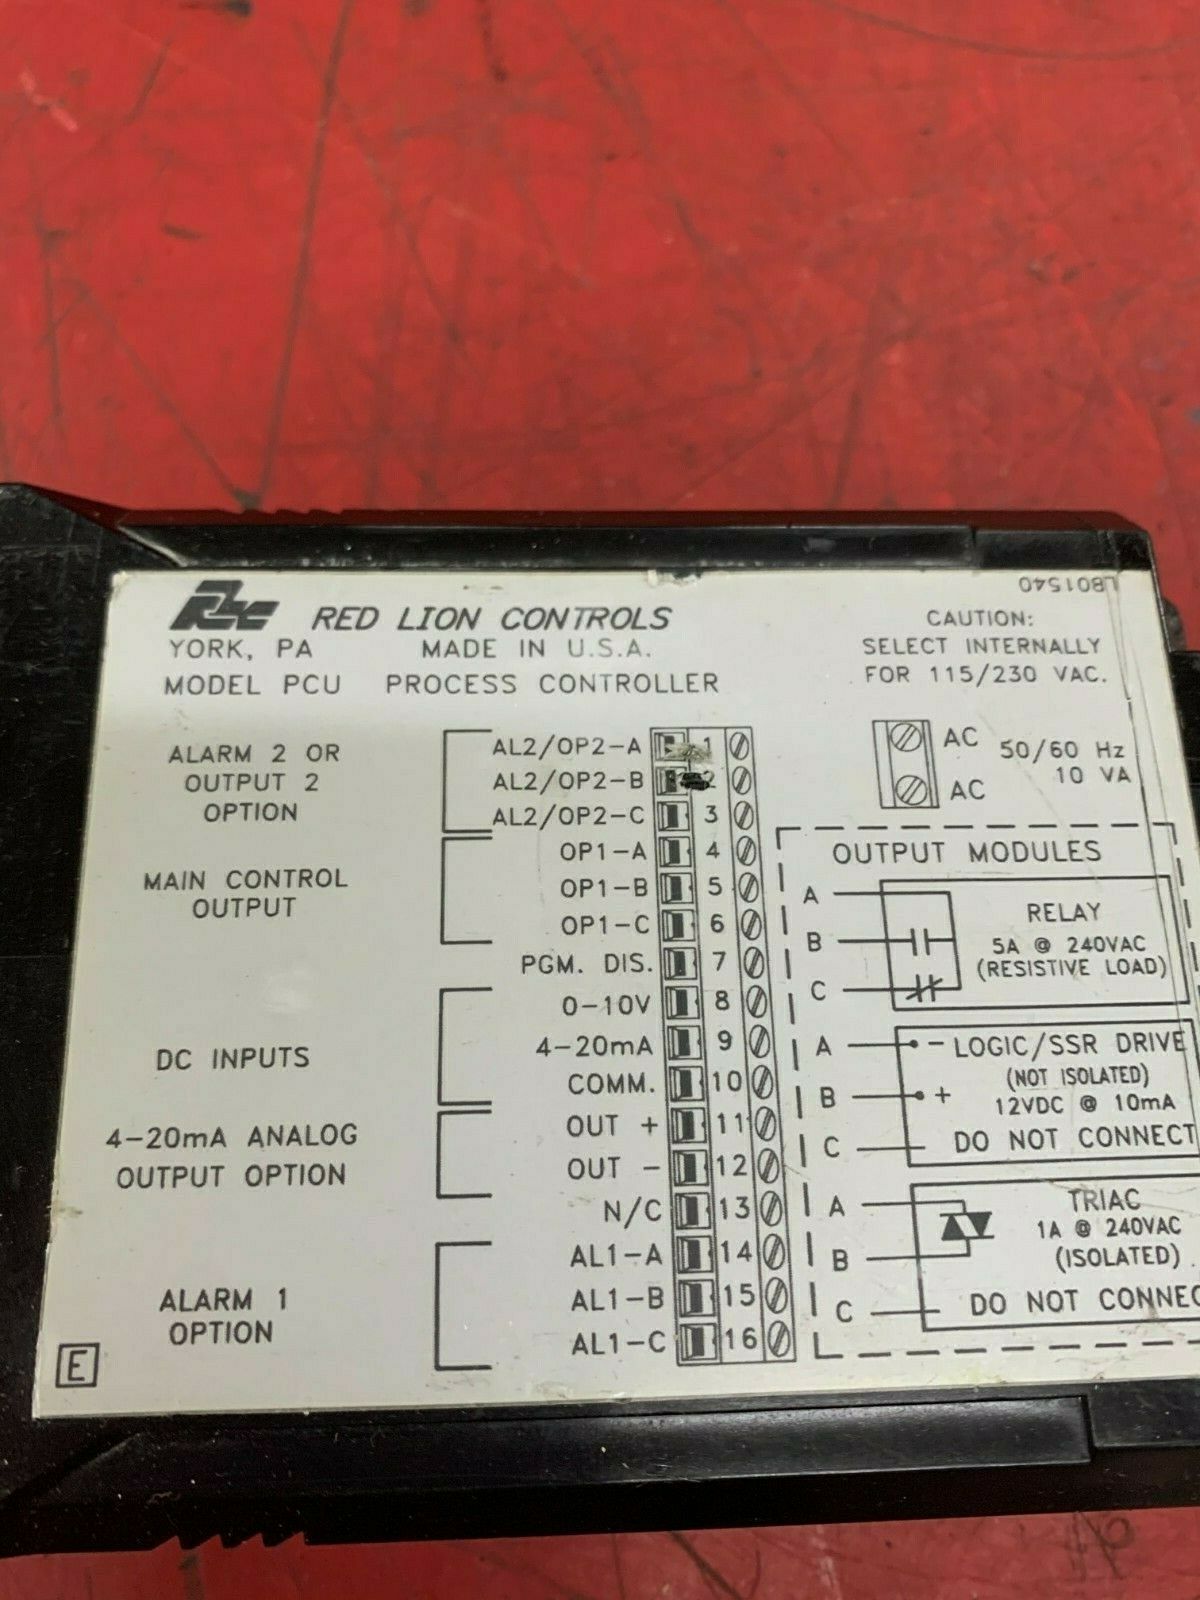 RLC RED LION CONTROLS
YORK, PA MADE IN U.S.A.
MODEL PCU PROCESS CONTROLLER
LB01540
CAUTION:
SELECT INTERNALLY
FOR 115/230 VAC.
AC
AC
50/60 Hz
10 VA
ALARM 2 OR
OUTPUT 2
OPTION
AL2/OP2-A 1
AL2/OP2-B 2
AL2/OP2-C 3
MAIN CONTROL
OUTPUT
OP1-A 4
OP1-B 5
OP1-C 6
PGM. DIS. 7
DC INPUTS
0-10V 8
4-20mA 9
COMM. 10
4-20mA ANALOG
OUTPUT OPTION
OUT + 11
OUT - 12
N/C 13
ALARM 1
OPTION
AL1-A 14
AL1-B 15
AL1-C 16
E
OUTPUT MODULES
A
B
C
RELAY
5A @ 240VAC
(RESISTIVE LOAD)
A
B
C
- LOGIC/SSR DRIVE
(NOT ISOLATED)
+ 12VDC @ 10mA
DO NOT CONNECT
A
B
C
TRIAC
1A @ 240VAC
(ISOLATED)
DO NOT CONNEC